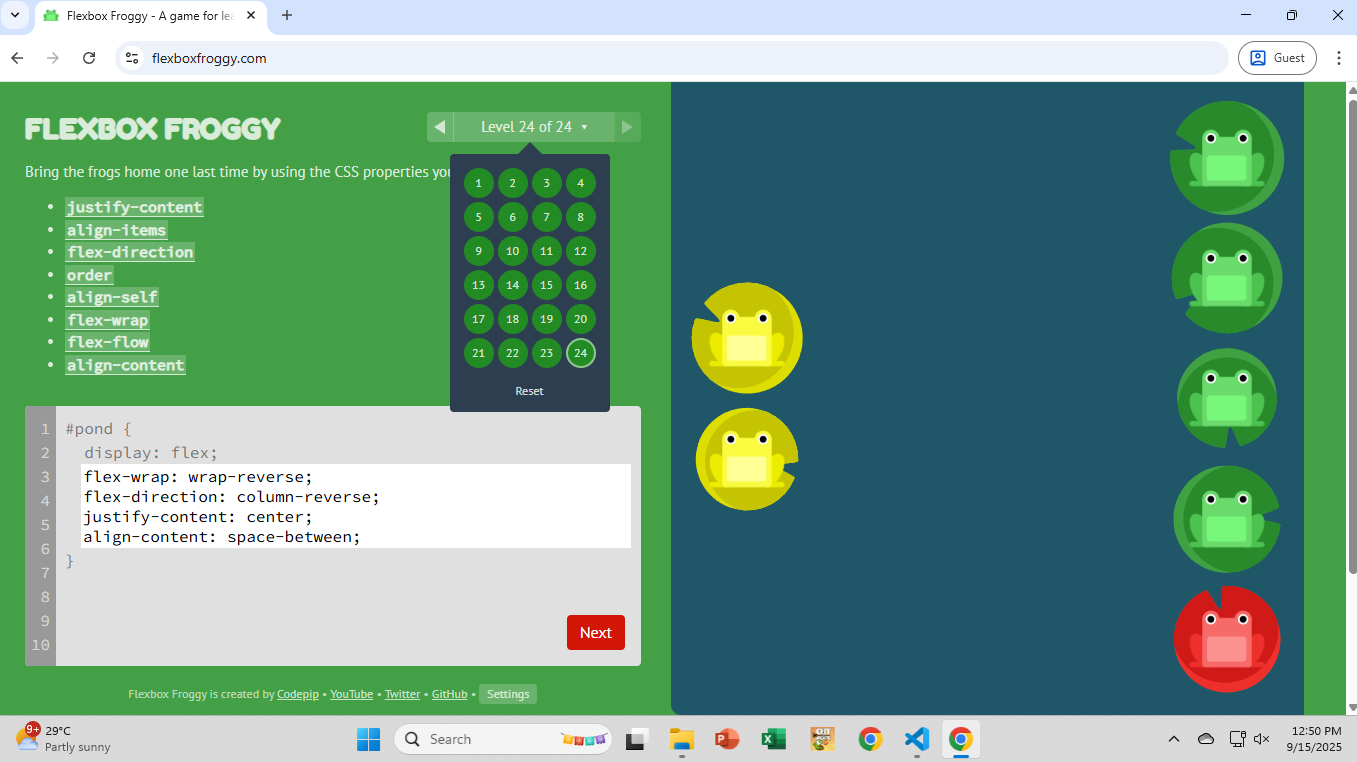 Flexbox Froggy - A game for lea
flexboxfroggy.com
Guest
FLEXBOX FROGGY
Level 24 of 24
Bring the frogs home one last time by using the CSS properties you
justify-content
align-items
flex-direction
order
align-self
flex-wrap
flex-flow
align-content
1 2 3 4
5 6 7 8
9 10 11 12
13 14 15 16
17 18 19 20
21 22 23 24
Reset
1 #pond {
2 display: flex;
3 flex-wrap: wrap-reverse;
4 flex-direction: column-reverse;
5 justify-content: center;
6 align-content: space-between;
7 }
8
9
10
Next
Flexbox Froggy is created by Codepip • YouTube • Twitter • GitHub • Settings
9+
29°C
Partly sunny
Search
12:50 PM
9/15/2025